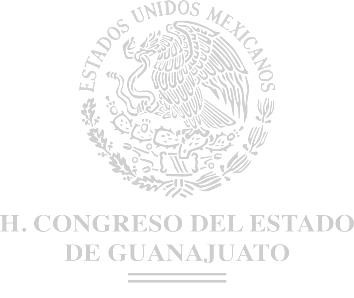 ESTADOS UNIDOS MEXICANOS
H. CONGRESO DEL ESTADO
DE GUANAJUATO